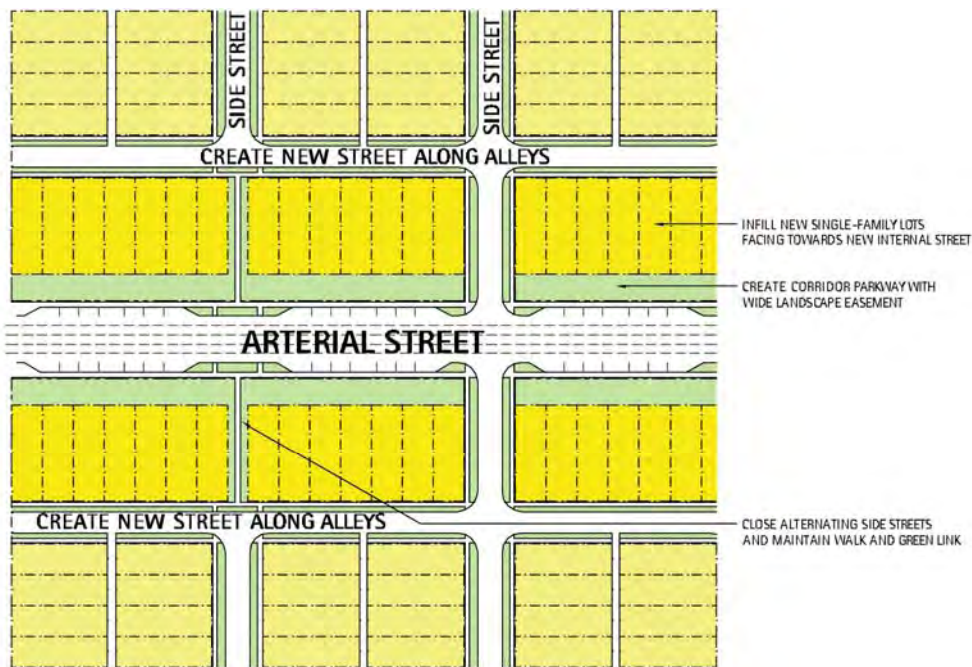 SIDE STREET
SIDE STREET
CREATE NEW STREET ALONG ALLEYS
INFILL NEW SINGLE-FAMILY LOTS
FACING TOWARDS NEW INTERNAL STREET
CREATE CORRIDOR PARKWAY WITH
WIDE LANDSCAPE EASEMENT
ARTERIAL STREET
CREATE NEW STREET ALONG ALLEYS
CLOSE ALTERNATING SIDE STREETS
AND MAINTAIN WALK AND GREEN LINK